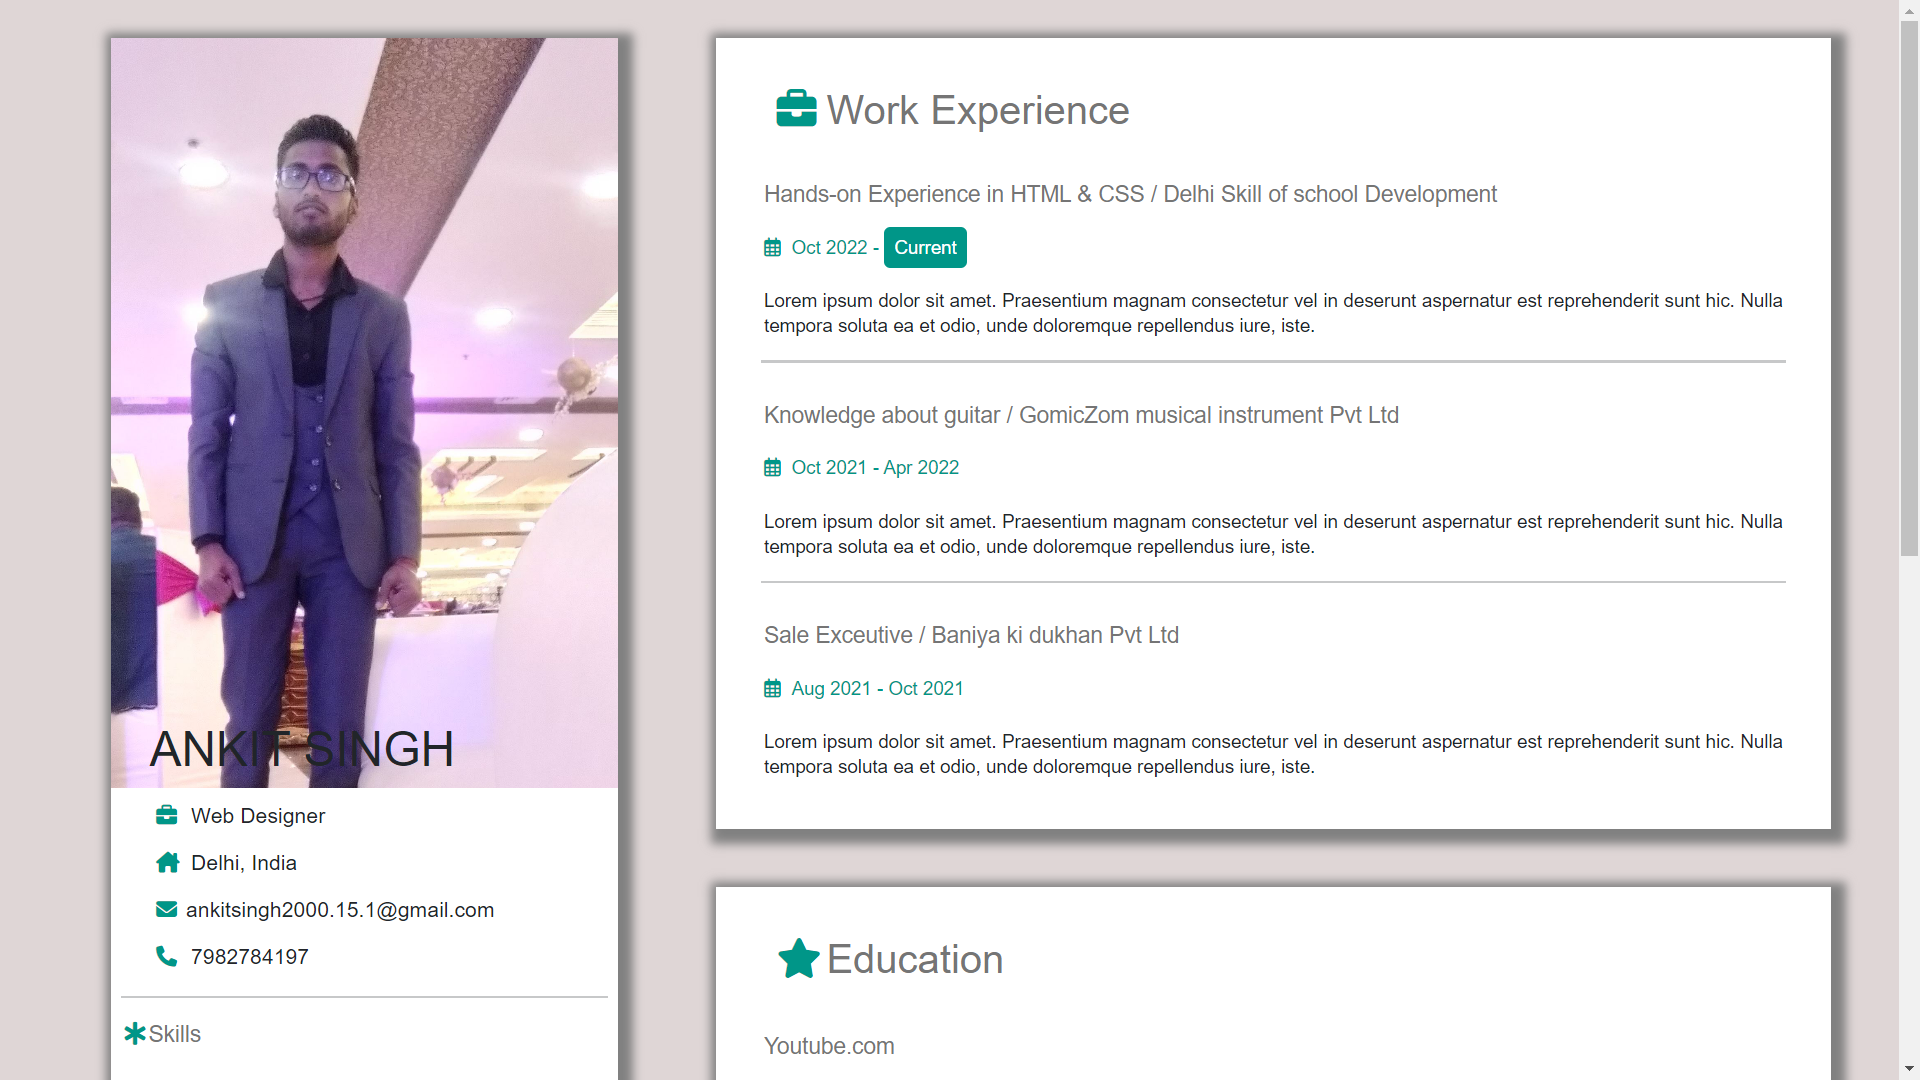 ANKIT SINGH
Web Designer
Delhi, India
ankitsingh2000.15.1@gmail.com
7982784197
Skills
Work Experience
Hands-on Experience in HTML & CSS / Delhi Skill of school Development
Oct 2022 - Current
Lorem ipsum dolor sit amet. Praesentium magnam consectetur vel in deserunt aspernatur est reprehenderit sunt hic. Nulla
tempora soluta ea et odio, unde doloremque repellendus iure, iste.
Knowledge about guitar / GomicZom musical instrument Pvt Ltd
Oct 2021 - Apr 2022
Lorem ipsum dolor sit amet. Praesentium magnam consectetur vel in deserunt aspernatur est reprehenderit sunt hic. Nulla
tempora soluta ea et odio, unde doloremque repellendus iure, iste.
Sale Exceutive / Baniya ki dukhan Pvt Ltd
Aug 2021 - Oct 2021
Lorem ipsum dolor sit amet. Praesentium magnam consectetur vel in deserunt aspernatur est reprehenderit sunt hic. Nulla
tempora soluta ea et odio, unde doloremque repellendus iure, iste.
Education
Youtube.com